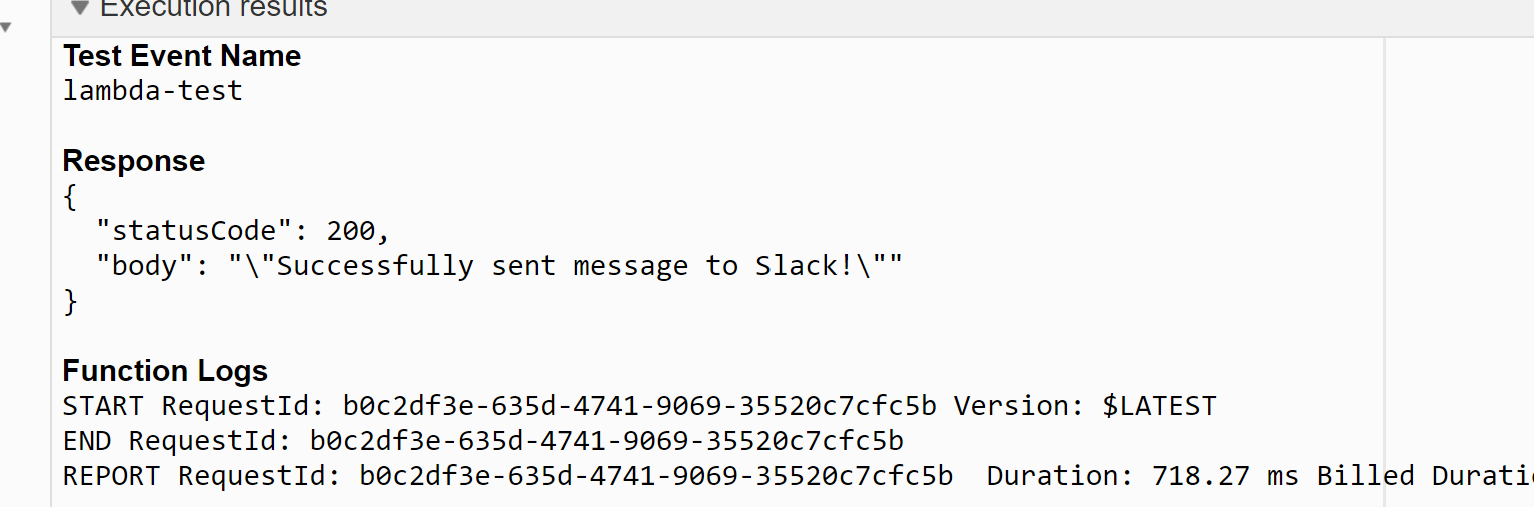 Execution results
Test Event Name
lambda-test
Response
{
"statusCode": 200,
"body": "\"Successfully sent message to Slack!\""
}
Function Logs
START RequestId: b0c2df3e-635d-4741-9069-35520c7cfc5b Version: $LATEST
END RequestId: b0c2df3e-635d-4741-9069-35520c7cfc5b
REPORT RequestId: b0c2df3e-635d-4741-9069-35520c7cfc5b Duration: 718.27 ms Billed